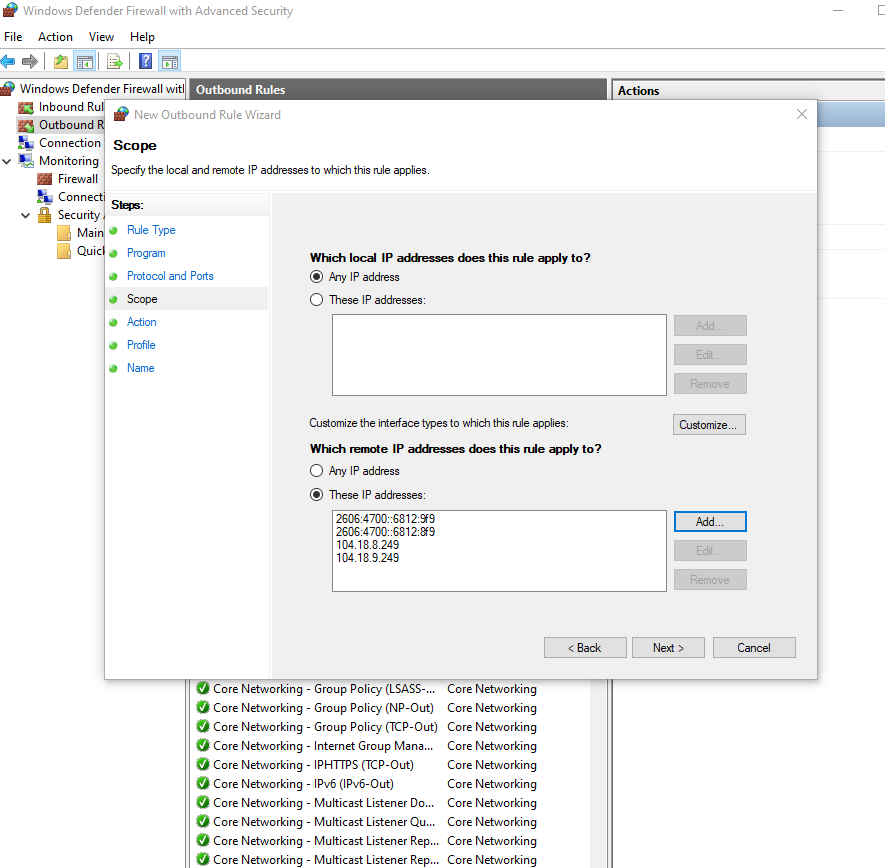 Windows Defender Firewall with Advanced Security
File Action View Help
Windows Defender Firewall with
Inbound Rul
Outbound R
Connection
Monitoring
Firewall
Connecti
Security
Main
Quick
Outbound Rules
Actions
New Outbound Rule Wizard
Scope
Specify the local and remote IP addresses to which this rule applies.
Steps:
Rule Type
Program
Protocol and Ports
Scope
Action
Profile
Name
Which local IP addresses does this rule apply to?
Any IP address
These IP addresses:
Add...
Edit...
Remove
Customize the interface types to which this rule applies:
Customize...
Which remote IP addresses does this rule apply to?
Any IP address
These IP addresses:
2606:4700::6812:9f9
2606:4700::6812:8f9
104.18.8.249
104.18.9.249
Add...
Edit...
Remove
< Back
Next >
Cancel
Core Networking - Group Policy (LSASS-... Core Networking
Core Networking - Group Policy (NP-Out) Core Networking
Core Networking - Group Policy (TCP-Out) Core Networking
Core Networking - Internet Group Mana... Core Networking
Core Networking - IPHTTPS (TCP-Out) Core Networking
Core Networking - IPv6 (IPv6-Out) Core Networking
Core Networking - Multicast Listener Do... Core Networking
Core Networking - Multicast Listener Qu... Core Networking
Core Networking - Multicast Listener Rep... Core Networking
Core Networking - Multicast Listener Rep... Core Networking